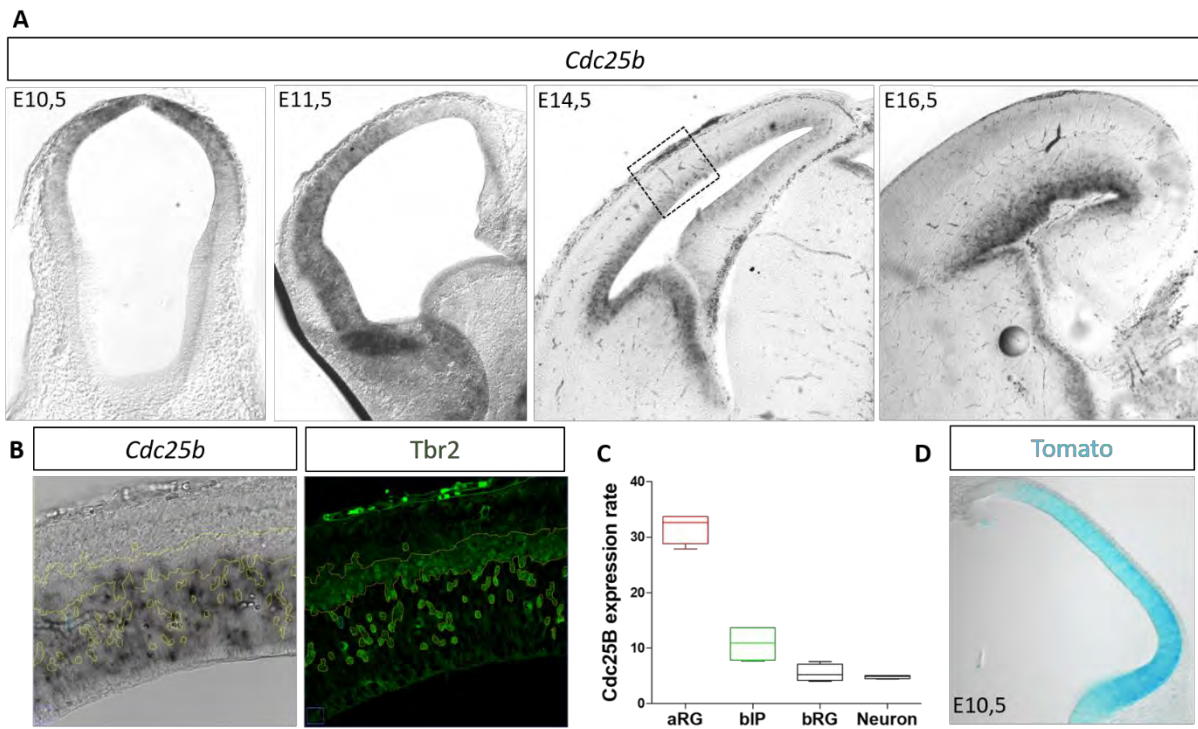 A
Cdc25b
E10,5
E11,5
E14,5
E16,5
B
Cdc25b
Tbr2
C
Cdc25B expression rate
40
30
20
10
0
aRG
bIP
bRG
Neuron
D
Tomato
E10,5